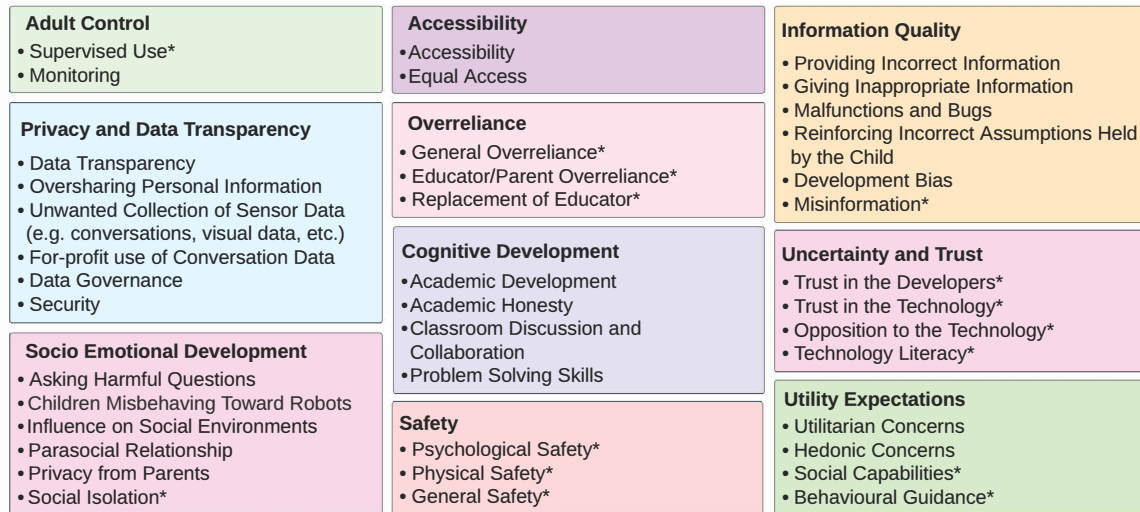 Adult Control
• Supervised Use*
• Monitoring
Privacy and Data Transparency
• Data Transparency
• Oversharing Personal Information
• Unwanted Collection of Sensor Data
(e.g. conversations, visual data, etc.)
• For-profit use of Conversation Data
• Data Governance
• Security
Socio Emotional Development
• Asking Harmful Questions
• Children Misbehaving Toward Robots
• Influence on Social Environments
• Parasocial Relationship
• Privacy from Parents
• Social Isolation*
Accessibility
• Accessibility
• Equal Access
Overreliance
• General Overreliance*
• Educator/Parent Overreliance*
• Replacement of Educator*
Cognitive Development
• Academic Development
• Academic Honesty
• Classroom Discussion and
Collaboration
• Problem Solving Skills
Safety
• Psychological Safety*
• Physical Safety*
• General Safety*
Information Quality
• Providing Incorrect Information
• Giving Inappropriate Information
• Malfunctions and Bugs
• Reinforcing Incorrect Assumptions Held
by the Child
• Development Bias
• Misinformation*
Uncertainty and Trust
• Trust in the Developers*
• Trust in the Technology*
• Opposition to the Technology*
• Technology Literacy*
Utility Expectations
• Utilitarian Concerns
• Hedonic Concerns
• Social Capabilities*
• Behavioural Guidance*